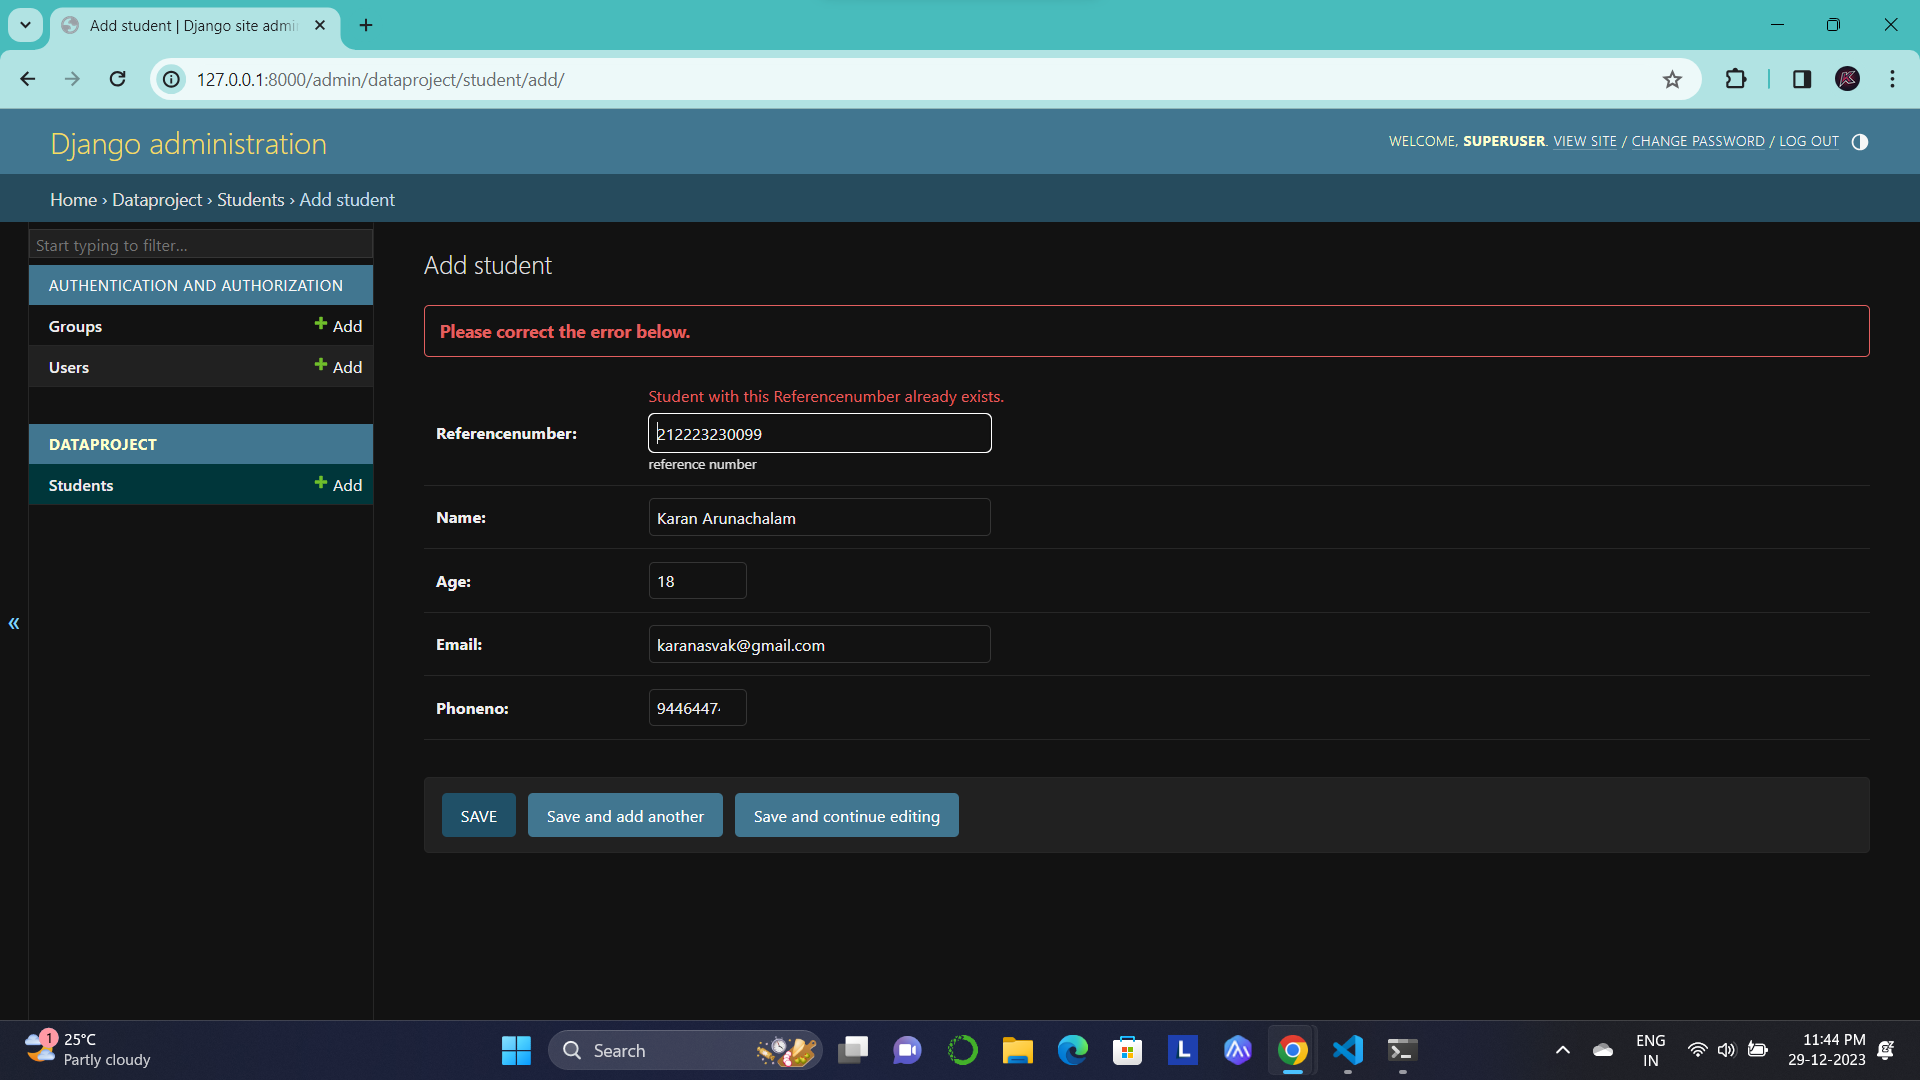 Add student | Django site admin
127.0.0.1:8000/admin/dataproject/student/add/
Django administration
WELCOME, SUPERUSER. VIEW SITE / CHANGE PASSWORD / LOG OUT
Home › Dataproject › Students › Add student
Start typing to filter...
AUTHENTICATION AND AUTHORIZATION
Groups + Add
Users + Add
DATAPROJECT
Students + Add
«
Add student
Please correct the error below.
Student with this Referencenumber already exists.
Referencenumber: 212223230099
reference number
Name: Karan Arunachalam
Age: 18
Email: karanasvak@gmail.com
Phoneno: 9446447
SAVE Save and add another Save and continue editing
1
25°C
Partly cloudy
Search
L
ENG
IN
11:44 PM
29-12-2023